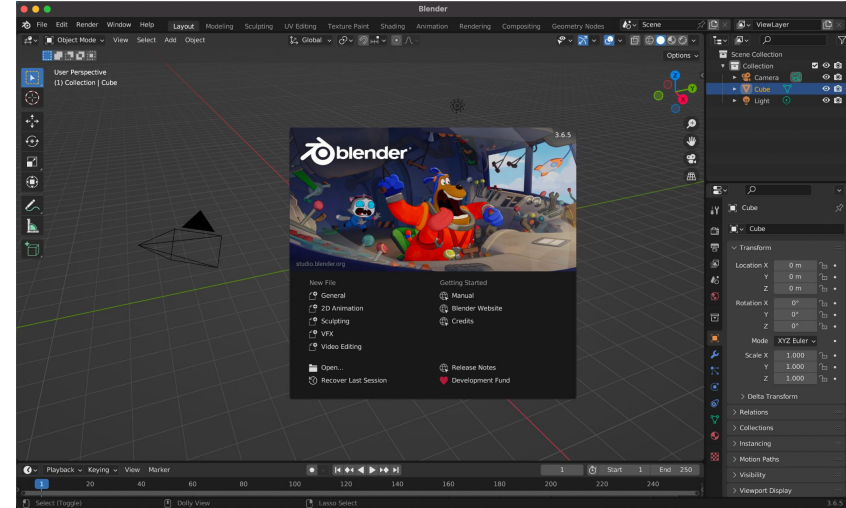 Blender
File Edit Render Window Help Layout Modeling Sculpting UV Editing Texture Paint Shading Animation Rendering Compositing Geometry Nodes Scene ViewLayer
Object Mode View Select Add Object Global
Options
User Perspective
(1) Collection | Cube
Scene Collection
Collection
Camera
Cube
Light
Z
Y
X
3.6.5
blender
studio.blender.org
New File
General
2D Animation
Sculpting
VFX
Video Editing
Open...
Recover Last Session
Getting Started
Manual
Blender Website
Credits
Release Notes
Development Fund
Cube
Cube
Transform
Location X 0 m
Y 0 m
Z 0 m
Rotation X 0°
Y 0°
Z 0°
Mode XYZ Euler
Scale X 1.000
Y 1.000
Z 1.000
Delta Transform
Relations
Collections
Instancing
Motion Paths
Visibility
Viewport Display
Playback Keying View Marker 1 Start 1 End 250
1 20 40 60 80 100 120 140 160 180 200 220 240
Select (Toggle) Dolly View Lasso Select 3.6.5